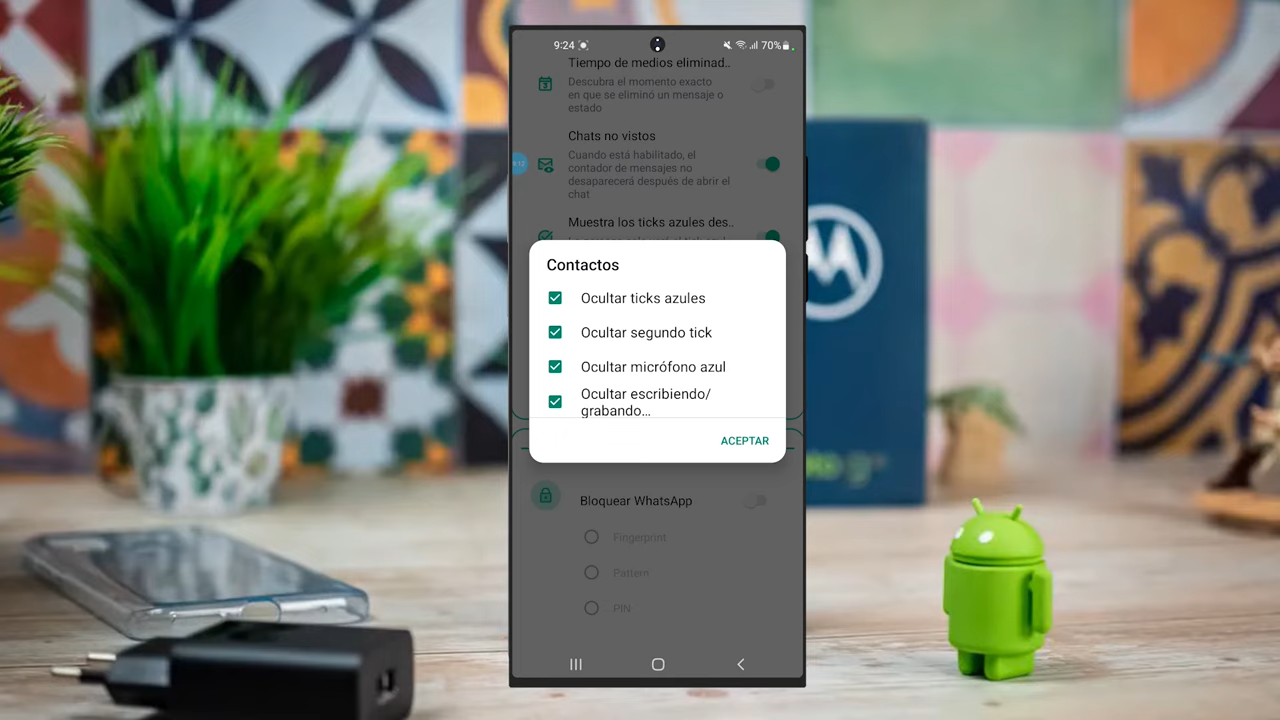 9:24
70%
Tiempo de medios eliminad..
Descubra el momento exacto
en que se eliminó un mensaje o
estado
Chats no vistos
Cuando está habilitado, el
contador de mensajes no
desaparecerá después de abrir el
chat
Muestra los ticks azules des..
Contactos
Ocultar ticks azules
Ocultar segundo tick
Ocultar micrófono azul
Ocultar escribiendo/
grabando...
ACEPTAR
Bloquear WhatsApp
Fingerprint
Pattern
PIN